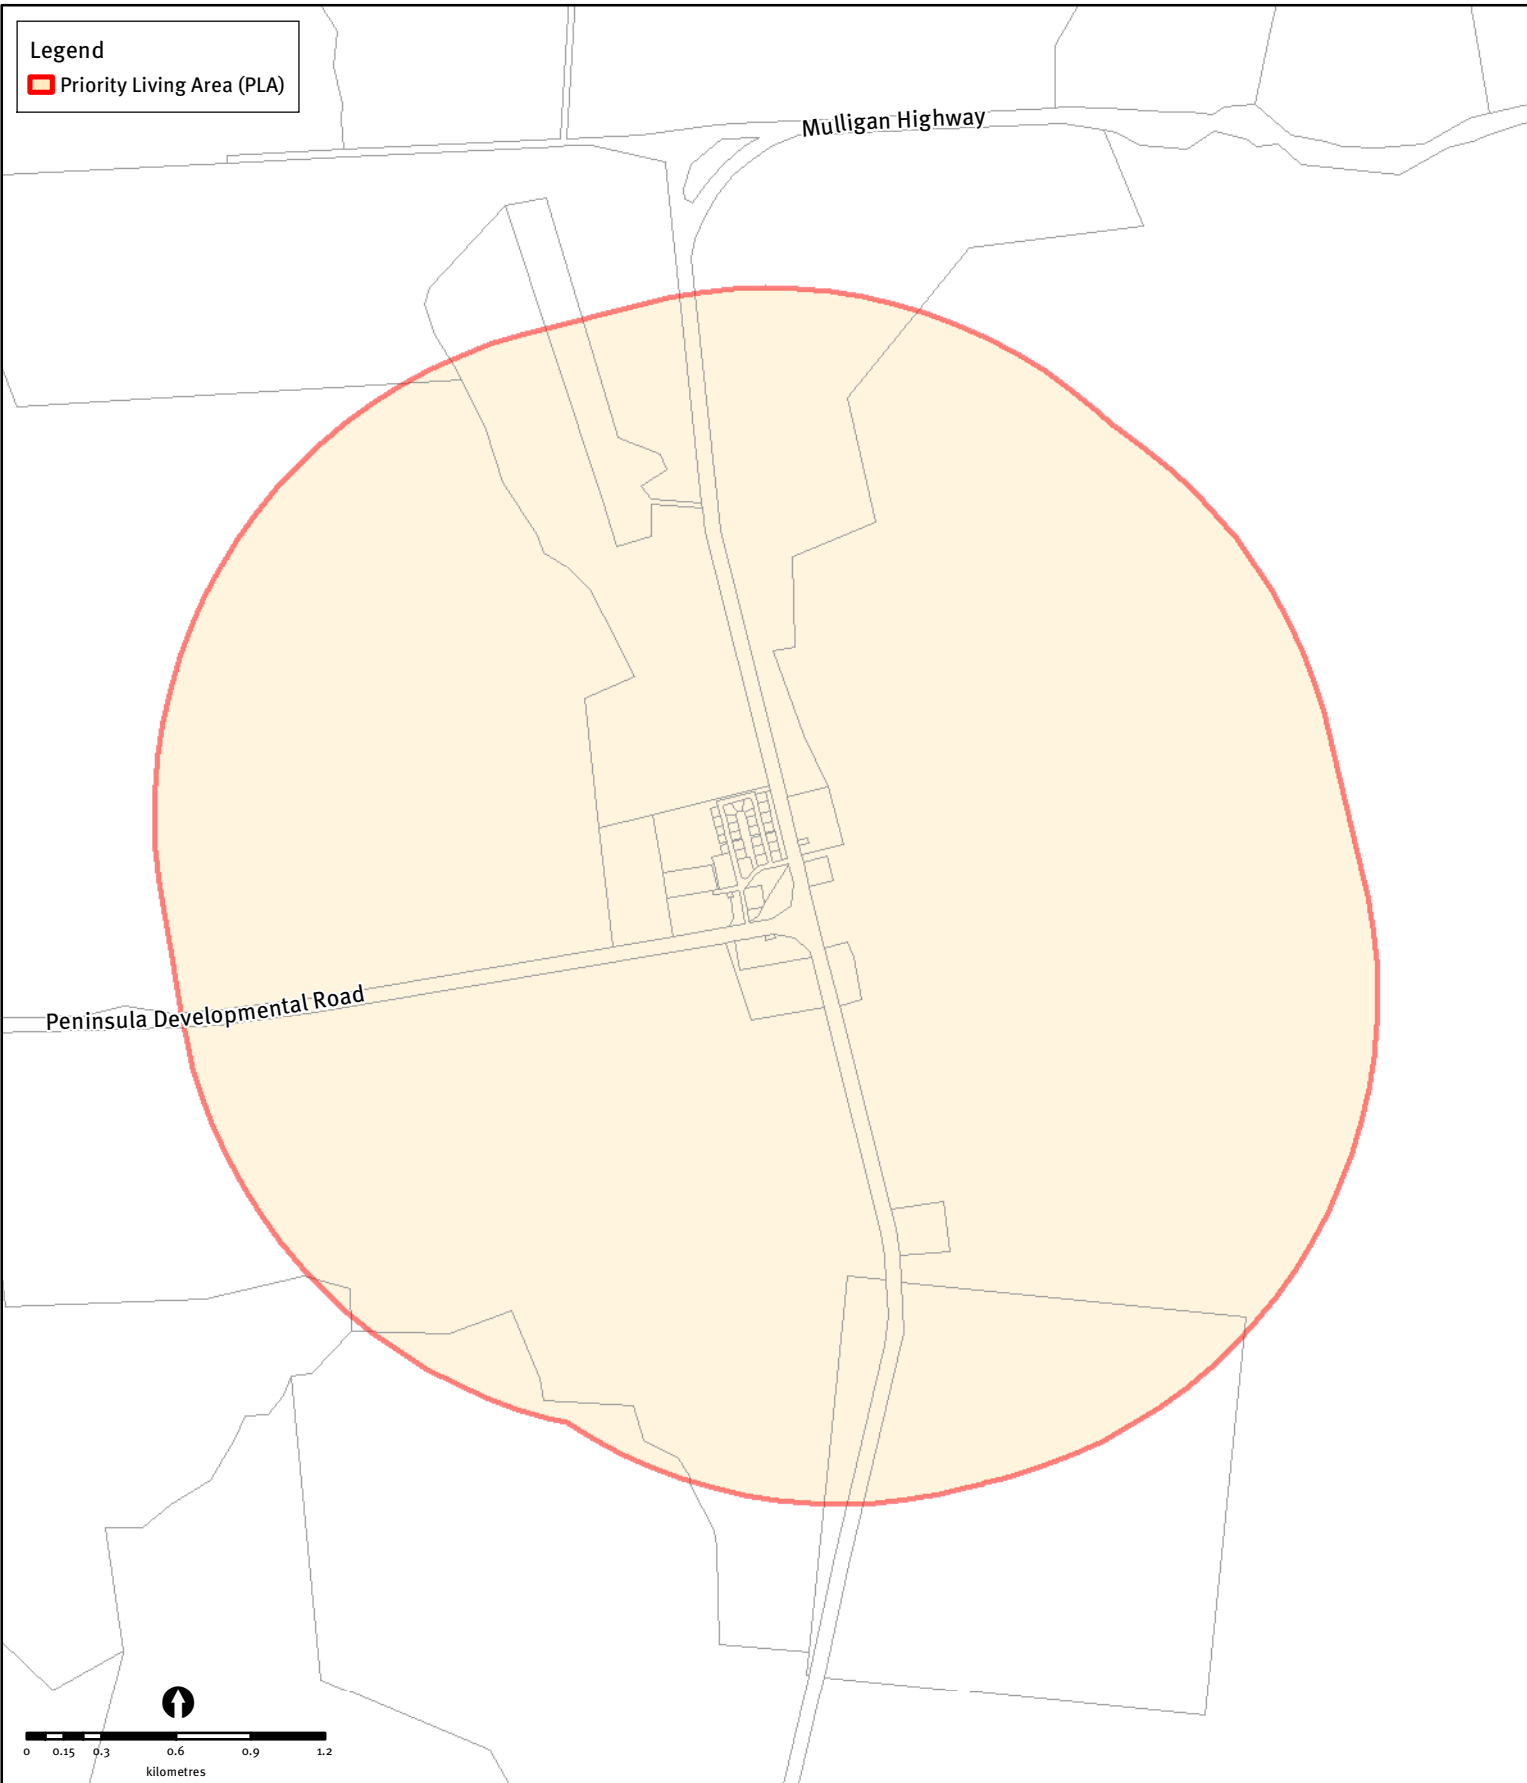 Legend
Priority Living Area (PLA)
Mulligan Highway
Peninsula Developmental Road
0 0.15 0.3 0.6 0.9 1.2
kilometres